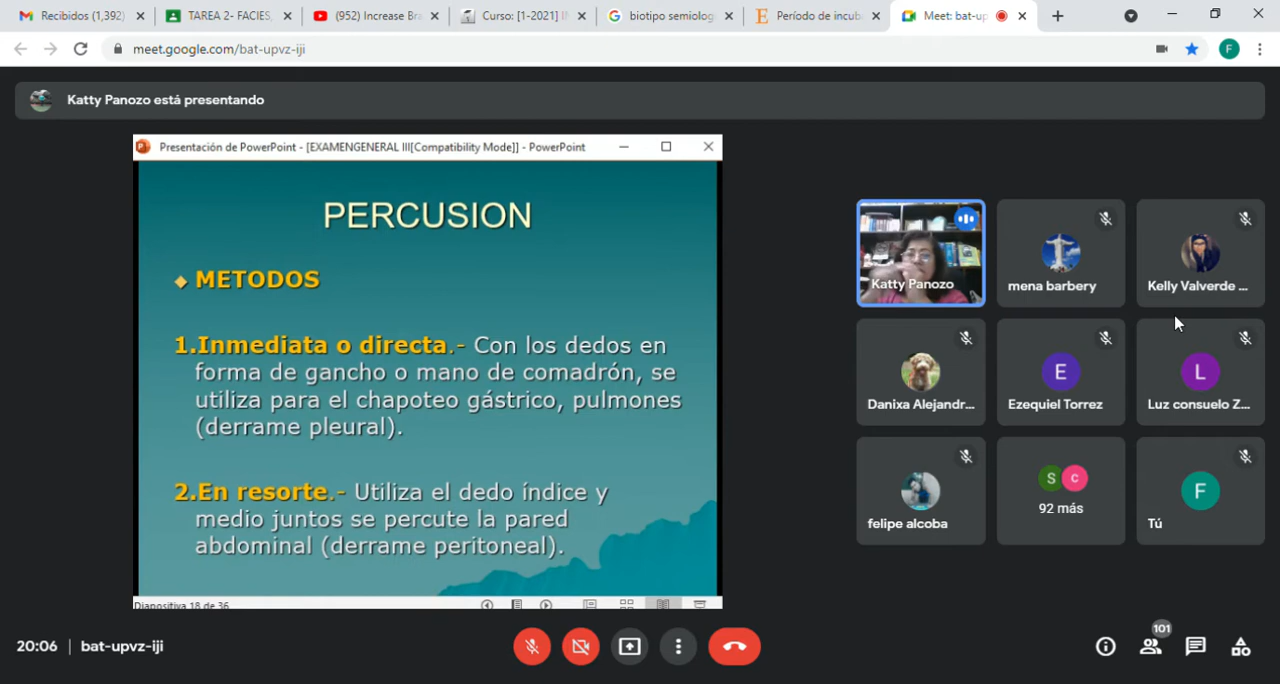 Recibidos (1,392)
TAREA 2- FACIES,
(952) Increase Bra
Curso: [1-2021] II
biotipo semiolog
Período de incub
Meet: bat-up
meet.google.com/bat-upvz-iji
F
Katty Panozo está presentando
Presentación de PowerPoint - [EXAMENGENERAL III[Compatibility Mode]] - PowerPoint
PERCUSION
METODOS
1.Inmediata o directa.- Con los dedos en
forma de gancho o mano de comadrón, se
utiliza para el chapoteo gástrico, pulmones
(derrame pleural).
2.En resorte.- Utiliza el dedo índice y
medio juntos se percute la pared
abdominal (derrame peritoneal).
Diapositiva 18 de 36
Katty Panozo
mena barbery
Kelly Valverde ...
Danixa Alejandr...
E
Ezequiel Torrez
L
Luz consuelo Z...
felipe alcoba
S C
92 más
F
Tú
20:06 | bat-upvz-iji
101